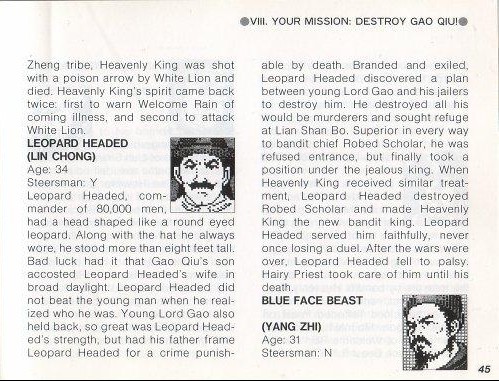 VIII. YOUR MISSION: DESTROY GAO QIU!
Zheng tribe, Heavenly King was shot
with a poison arrow by White Lion and
died. Heavenly King's spirit came back
twice: first to warn Welcome Rain of
coming illness, and second to attack
White Lion.
LEOPARD HEADED
(LIN CHONG)
Age: 34
Steersman: Y
Leopard Headed, com-
mander of 80,000 men,
had a head shaped like a round eyed
leopard. Along with the hat he always
wore, he stood more than eight feet tall.
Bad luck had it that Gao Qiu's son
accosted Leopard Headed's wife in
broad daylight. Leopard Headed did
not beat the young man when he real-
ized who he was. Young Lord Gao also
held back, so great was Leopard Head-
ed's strength, but had his father frame
Leopard Headed for a crime punish-
able by death. Branded and exiled,
Leopard Headed discovered a plan
between young Lord Gao and his jailers
to destroy him. He destroyed all his
would be murderers and sought refuge
at Lian Shan Bo. Superior in every way
to bandit chief Robed Scholar, he was
refused entrance, but finally took a
position under the jealous king. When
Heavenly King received similar treat-
ment, Leopard Headed destroyed
Robed Scholar and made Heavenly
King the new bandit king. Leopard
Headed served him faithfully, never
once losing a duel. After the wars were
over, Leopard Headed fell to palsy.
Hairy Priest took care of him until his
death.
BLUE FACE BEAST
(YANG ZHI)
Age: 31
Steersman: N
45